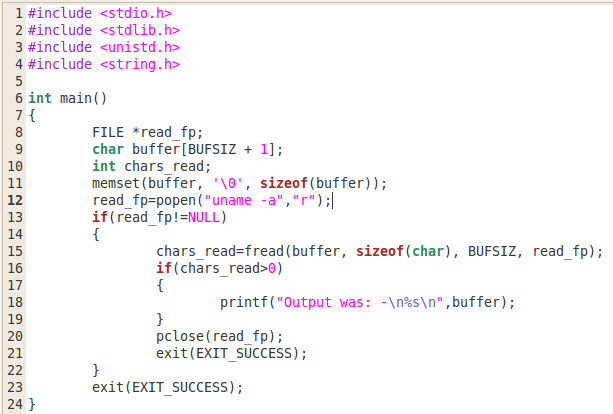 1 #include <stdio.h>
2 #include <stdlib.h>
3 #include <unistd.h>
4 #include <string.h>
5
6 int main()
7 {
8         FILE *read_fp;
9         char buffer[BUFSIZ + 1];
10         int chars_read;
11         memset(buffer, '\0', sizeof(buffer));
12         read_fp=popen("uname -a","r");
13         if(read_fp!=NULL)
14         {
15                 chars_read=fread(buffer, sizeof(char), BUFSIZ, read_fp);
16                 if(chars_read>0)
17                 {
18                         printf("Output was: -\n%s\n",buffer);
19                 }
20                 pclose(read_fp);
21                 exit(EXIT_SUCCESS);
22         }
23         exit(EXIT_SUCCESS);
24 }